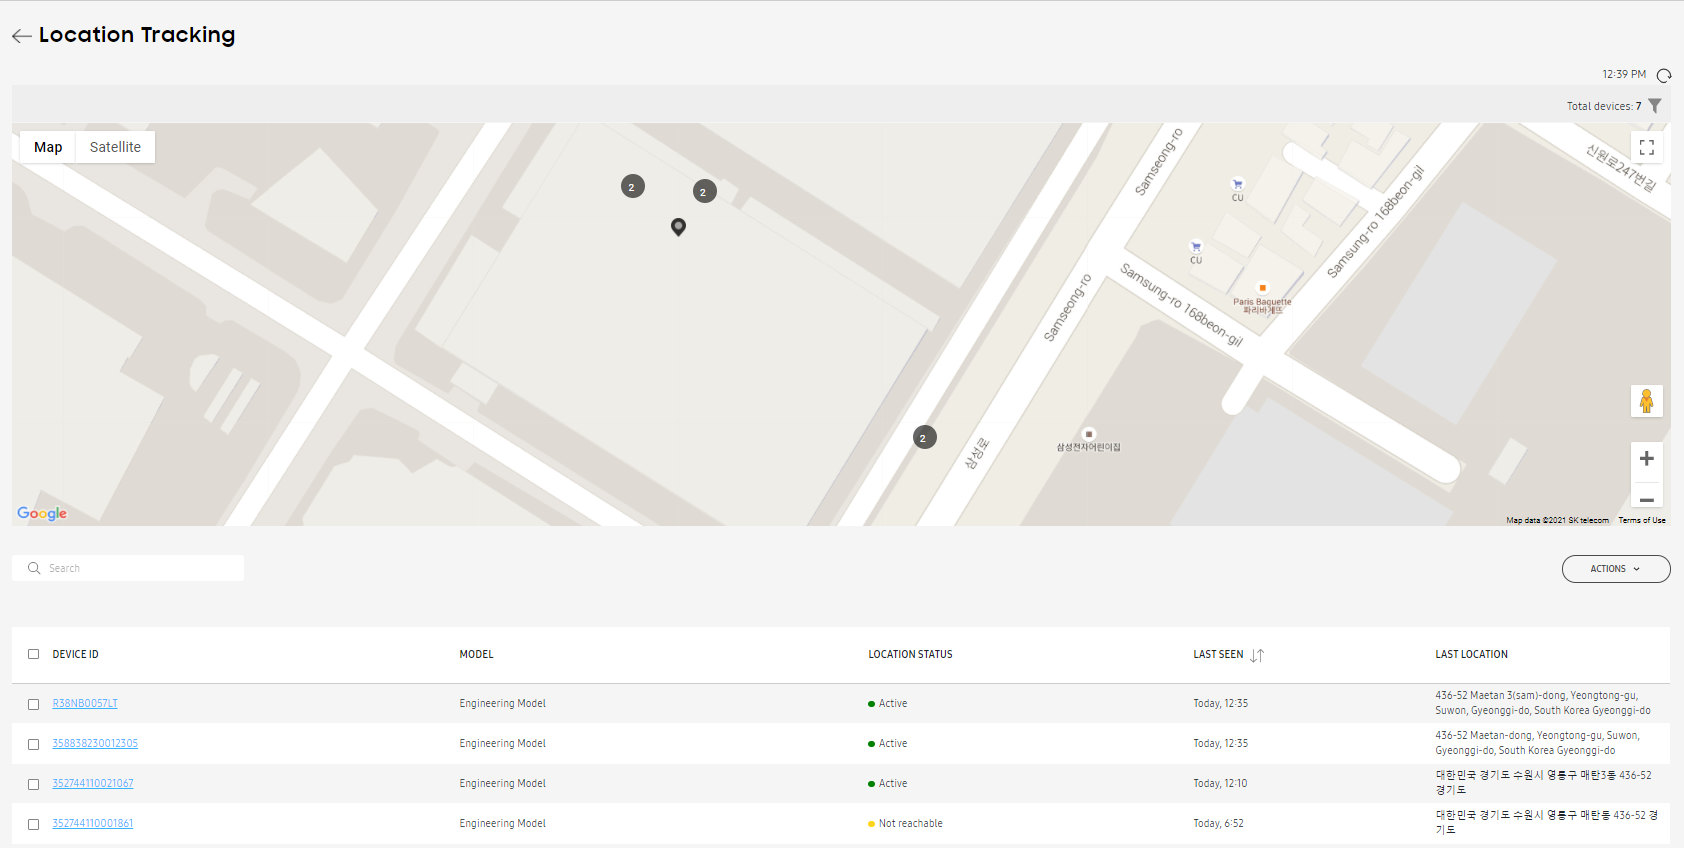 Location Tracking
12:39 PM
Total devices: 7
Map Satellite
2
2
2
Samseong-ro
Samseong-ro
삼성로
Samsung-ro 168beon-gil
Samsung-ro 168beon-gil
신원로247번길
CU
CU
Paris Baguette
파리바게뜨
삼성전자어린이집
Google
Map data ©2021 SK telecom Terms of Use
Search
ACTIONS
DEVICE ID MODEL LOCATION STATUS LAST SEEN LAST LOCATION
R38NB0057LT Engineering Model Active Today, 12:35 436-52 Maetan 3(sam)-dong, Yeongtong-gu,
Suwon, Gyeonggi-do, South Korea Gyeonggi-do
358838230012305 Engineering Model Active Today, 12:35 436-52 Maetan-dong, Yeongtong-gu, Suwon,
Gyeonggi-do, South Korea Gyeonggi-do
352744110021067 Engineering Model Active Today, 12:10 대한민국 경기도 수원시 영통구 매탄3동 436-52
경기도
352744110001861 Engineering Model Not reachable Today, 6:52 대한민국 경기도 수원시 영통구 매탄동 436-52 경
기도